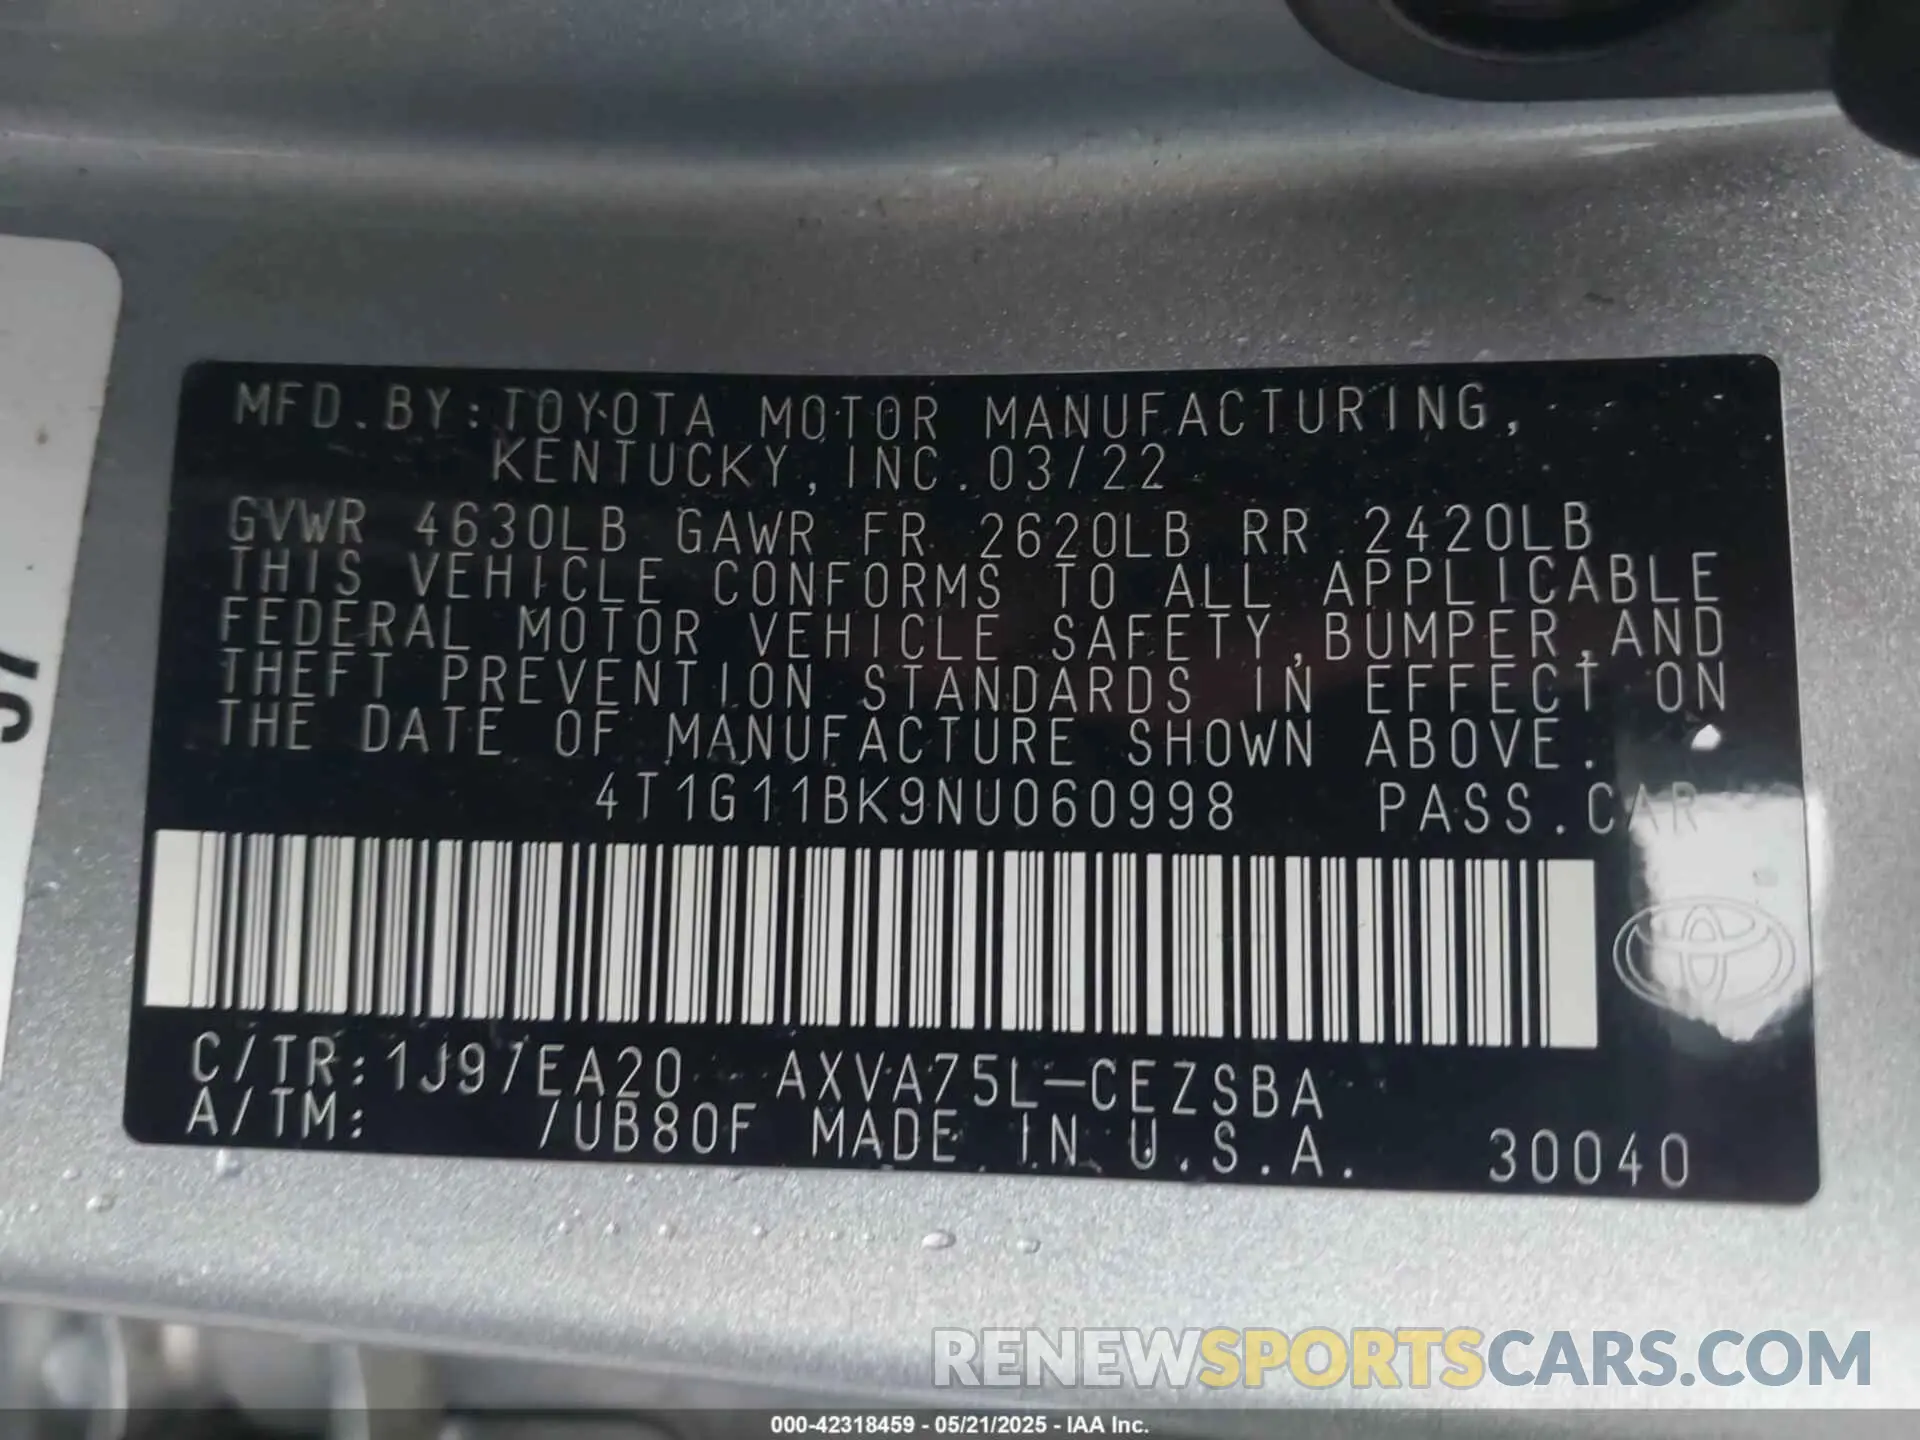 MFD.BY:TOYOTA MOTOR MANUFACTURING,
KENTUCKY,INC.03/22
GVWR 4630LB GAWR FR 2620LB RR 2420LB
THIS VEHICLE CONFORMS TO ALL APPLICABLE
FEDERAL MOTOR VEHICLE SAFETY,BUMPER,AND
THEFT PREVENTION STANDARDS IN EFFECT ON
THE DATE OF MANUFACTURE SHOWN ABOVE.
4T1G11BK9NU060998 PASS.CAR
C/TR:1J97EA20 AXVA75L-CEZSBA
A/TM: /UB80F MADE IN U.S.A. 30040
RENEWSPORTSCARS.COM
000-42318459 - 05/21/2025 - IAA Inc.